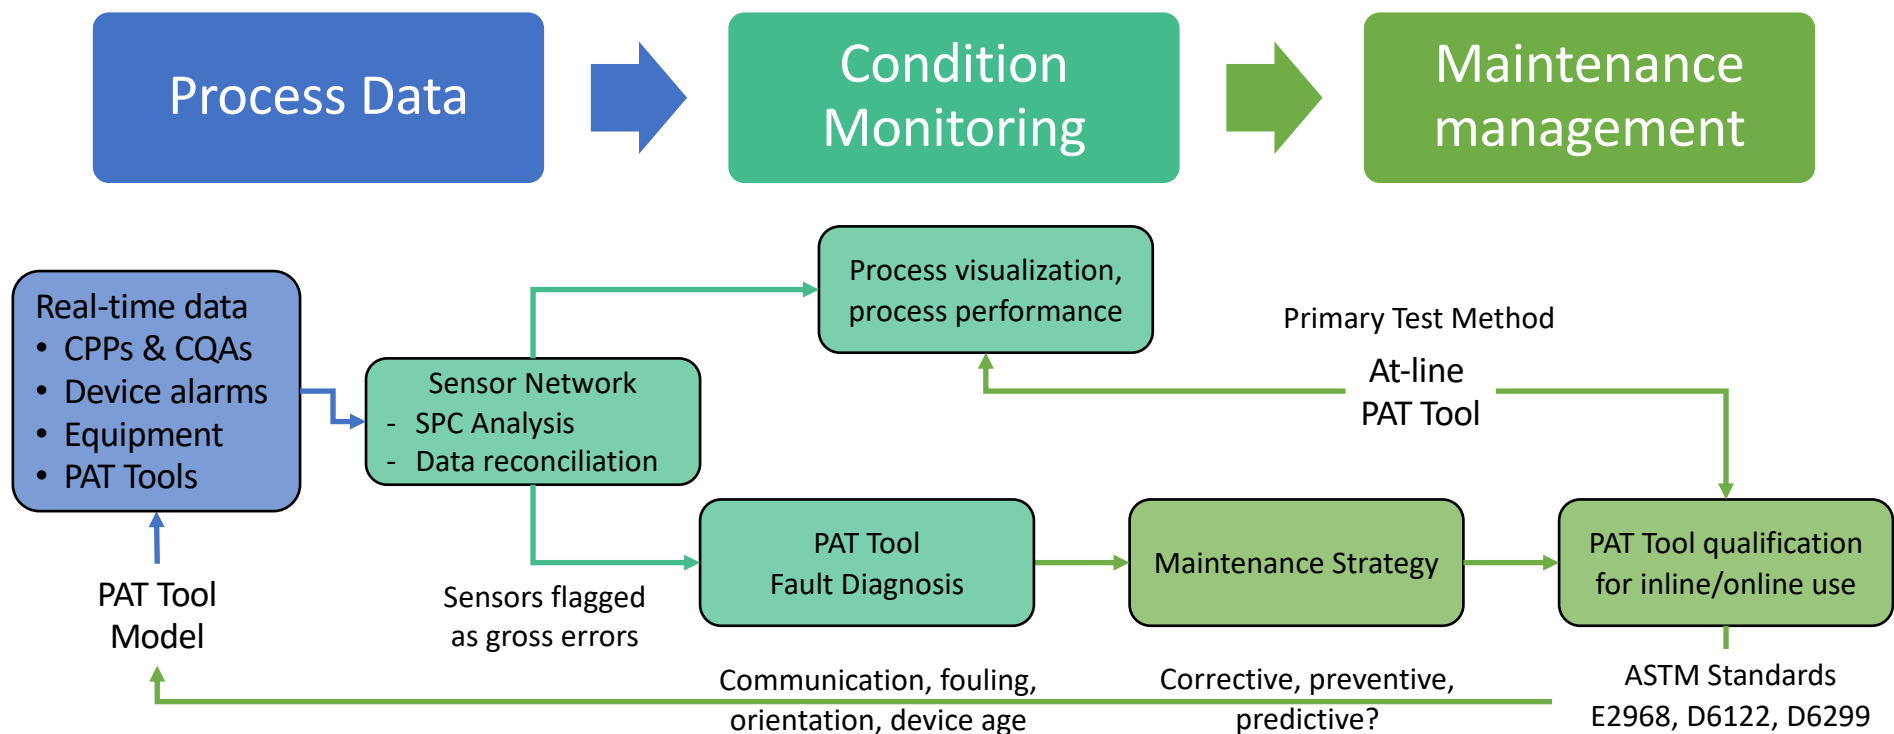 Process Data
Condition
Monitoring
Maintenance
management
Process visualization,
process performance
Real-time data
• CPPs & CQAs
• Device alarms
• Equipment
• PAT Tools
Primary Test Method
At-line
PAT Tool
Sensor Network
- SPC Analysis
- Data reconciliation
PAT Tool
Fault Diagnosis
Maintenance Strategy
PAT Tool qualification
for inline/online use
PAT Tool
Model
Sensors flagged
as gross errors
Communication, fouling,
orientation, device age
Corrective, preventive,
predictive?
ASTM Standards
E2968, D6122, D6299